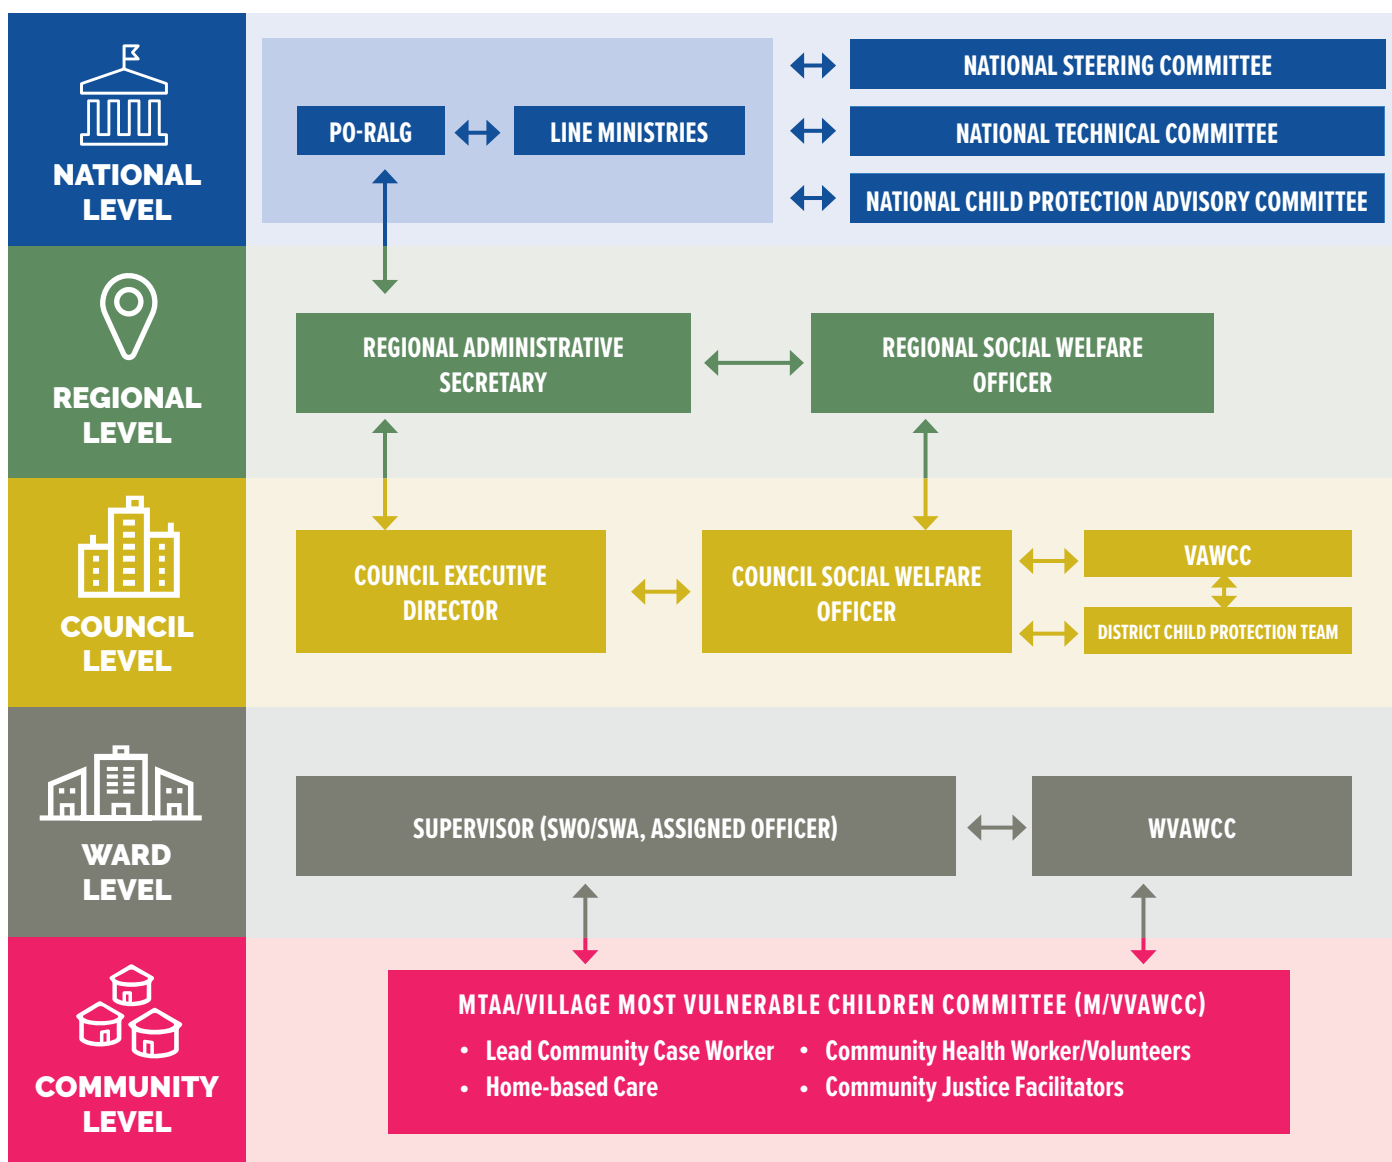 NATIONAL
LEVEL
PO-RALG
LINE MINISTRIES
NATIONAL STEERING COMMITTEE
NATIONAL TECHNICAL COMMITTEE
NATIONAL CHILD PROTECTION ADVISORY COMMITTEE
REGIONAL
LEVEL
REGIONAL ADMINISTRATIVE
SECRETARY
REGIONAL SOCIAL WELFARE
OFFICER
COUNCIL
LEVEL
COUNCIL EXECUTIVE
DIRECTOR
COUNCIL SOCIAL WELFARE
OFFICER
VAWCC
DISTRICT CHILD PROTECTION TEAM
WARD
LEVEL
SUPERVISOR (SWO/SWA, ASSIGNED OFFICER)
WVAWCC
COMMUNITY
LEVEL
MTAA/VILLAGE MOST VULNERABLE CHILDREN COMMITTEE (M/VVAWCC)
• Lead Community Case Worker
• Home-based Care
• Community Health Worker/Volunteers
• Community Justice Facilitators